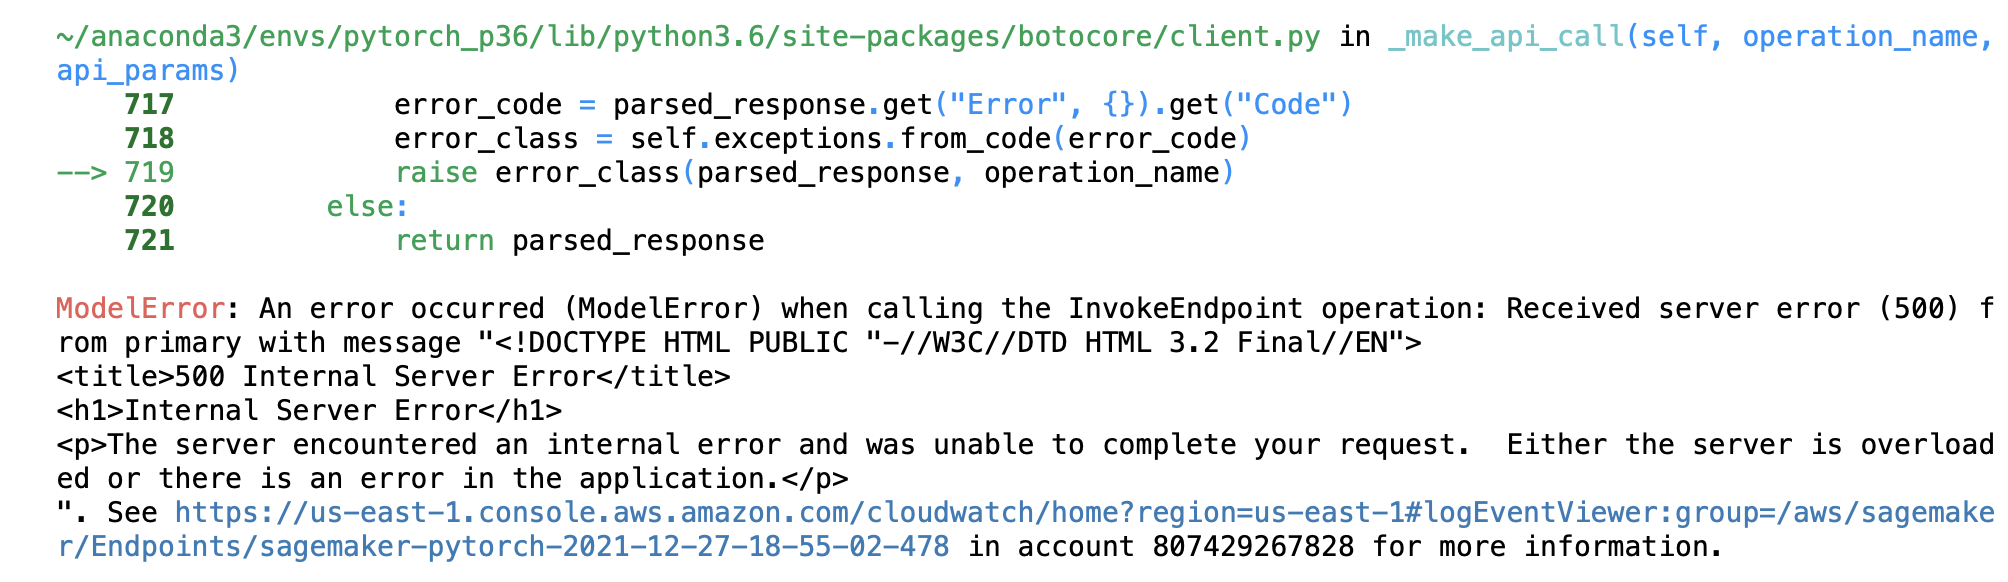 ~/anaconda3/envs/pytorch_p36/lib/python3.6/site-packages/botocore/client.py in _make_api_call(self, operation_name,
api_params)
    717             error_code = parsed_response.get("Error", {}).get("Code")
    718             error_class = self.exceptions.from_code(error_code)
--> 719             raise error_class(parsed_response, operation_name)
    720         else:
    721             return parsed_response

ModelError: An error occurred (ModelError) when calling the InvokeEndpoint operation: Received server error (500) f
rom primary with message "<!DOCTYPE HTML PUBLIC "-//W3C//DTD HTML 3.2 Final//EN">
<title>500 Internal Server Error</title>
<h1>Internal Server Error</h1>
<p>The server encountered an internal error and was unable to complete your request.  Either the server is overload
ed or there is an error in the application.</p>
". See https://us-east-1.console.aws.amazon.com/cloudwatch/home?region=us-east-1#logEventViewer:group=/aws/sagemake
r/Endpoints/sagemaker-pytorch-2021-12-27-18-55-02-478 in account 807429267828 for more information.